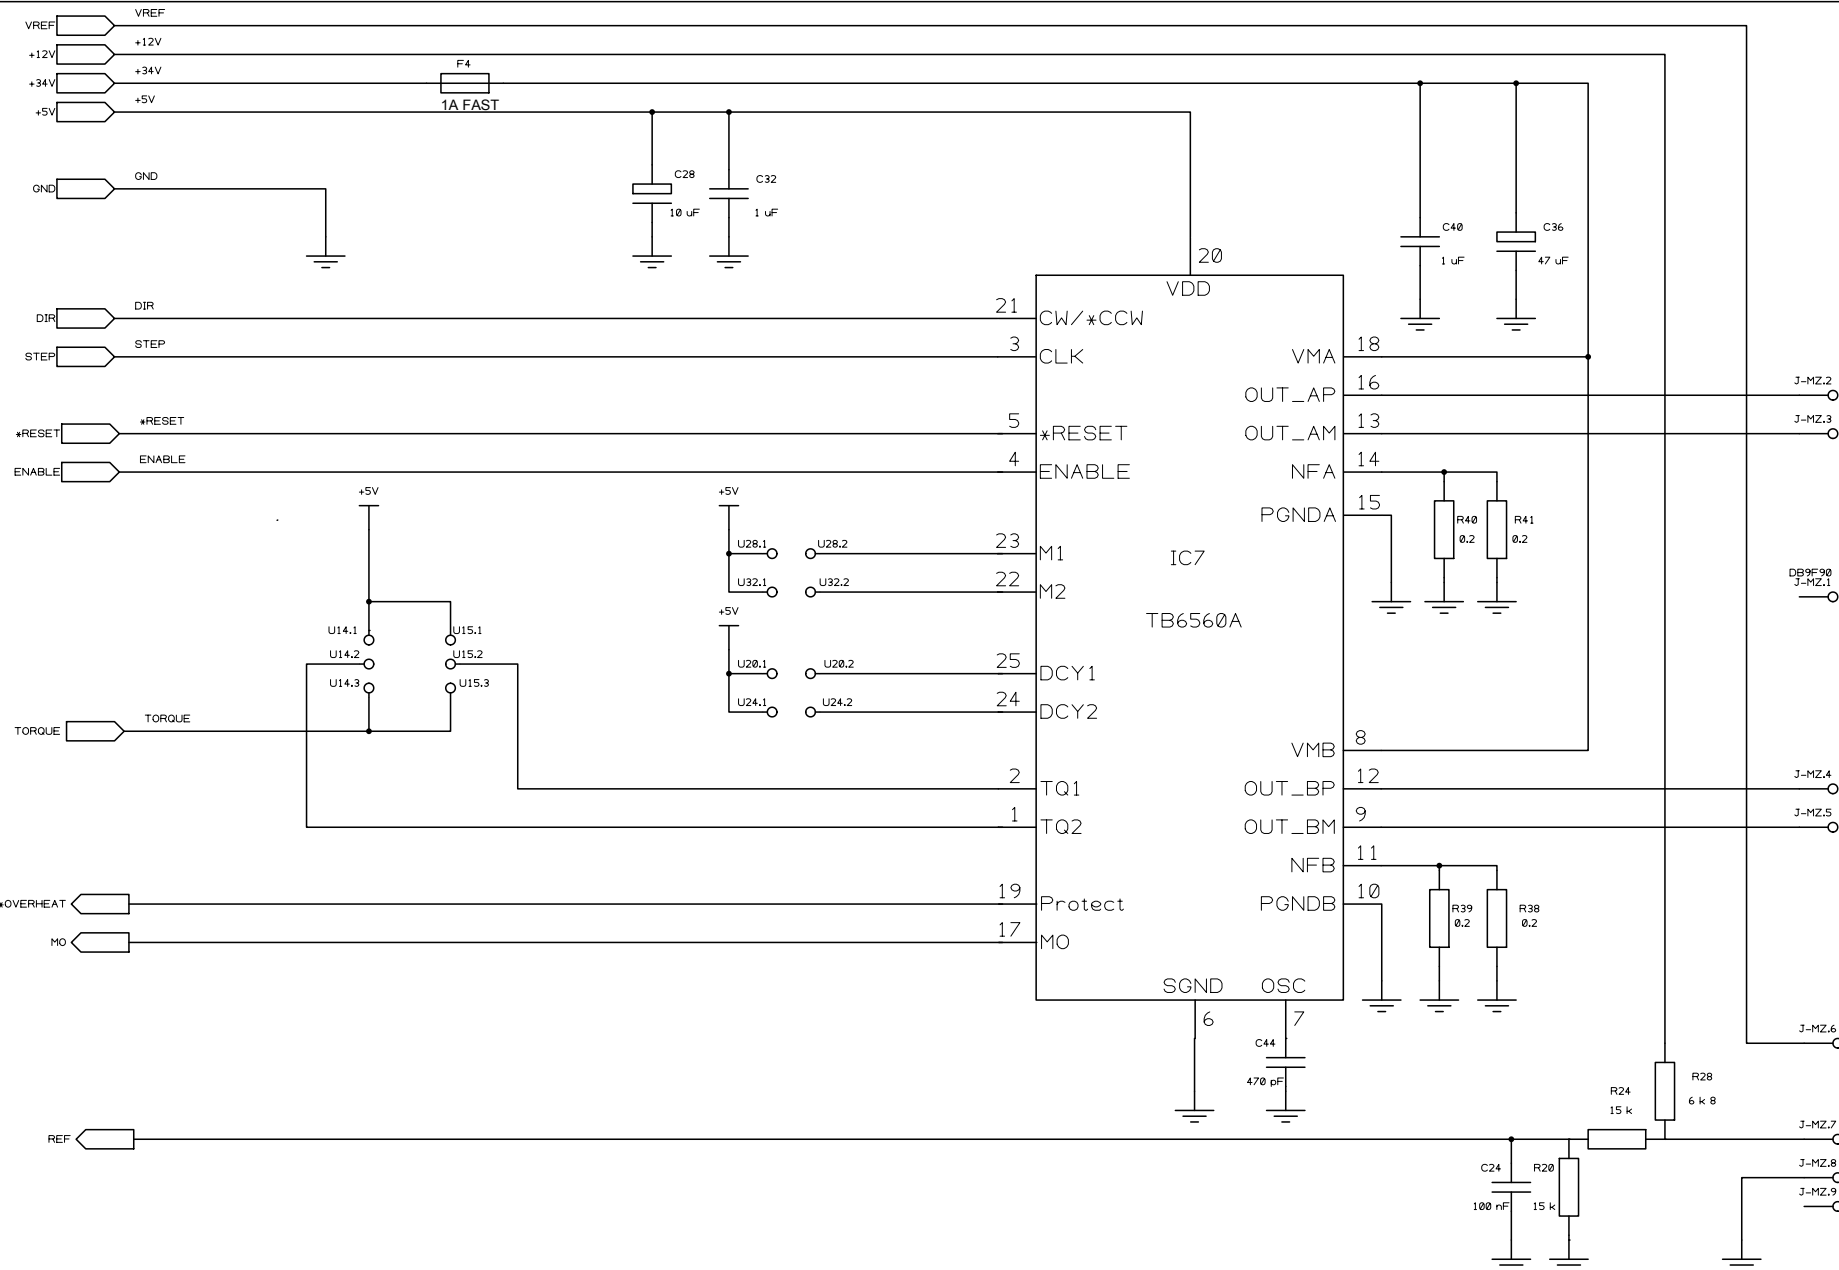 VREF VREF
+12V +12V
+34V +34V
F4
1A FAST
+5V +5V
GND GND
C28
10 uF
C32
1 uF
C40
1 uF
C36
47 uF
20
VDD
DIR DIR 21 CW/*CCW
STEP STEP 3 CLK
VMA 18
OUT_AP 16 J-MZ.2
*RESET *RESET 5 *RESET
OUT_AM 13 J-MZ.3
ENABLE ENABLE 4 ENABLE
NFA 14
PGNDA 15
R40
0.2
R41
0.2
+5V
+5V
U28.1 U28.2 23 M1
U32.1 U32.2 22 M2
IC7
TB6560A
DB9F90
J-MZ.1
+5V
U14.1 U15.1
U14.2 U15.2
U14.3 U15.3
U20.1 U20.2 25 DCY1
U24.1 U24.2 24 DCY2
TORQUE TORQUE
VMB 8
2 TQ1
OUT_BP 12 J-MZ.4
1 TQ2
OUT_BM 9 J-MZ.5
NFB 11
*OVERHEAT 19 Protect
PGNDB 10
R39
0.2
R38
0.2
MO 17 MO
SGND OSC
6 7
C44
470 pF
J-MZ.6
R28
6 k 8
R24
15 k
REF
J-MZ.7
C24
100 nF
R20
15 k
J-MZ.8
J-MZ.9